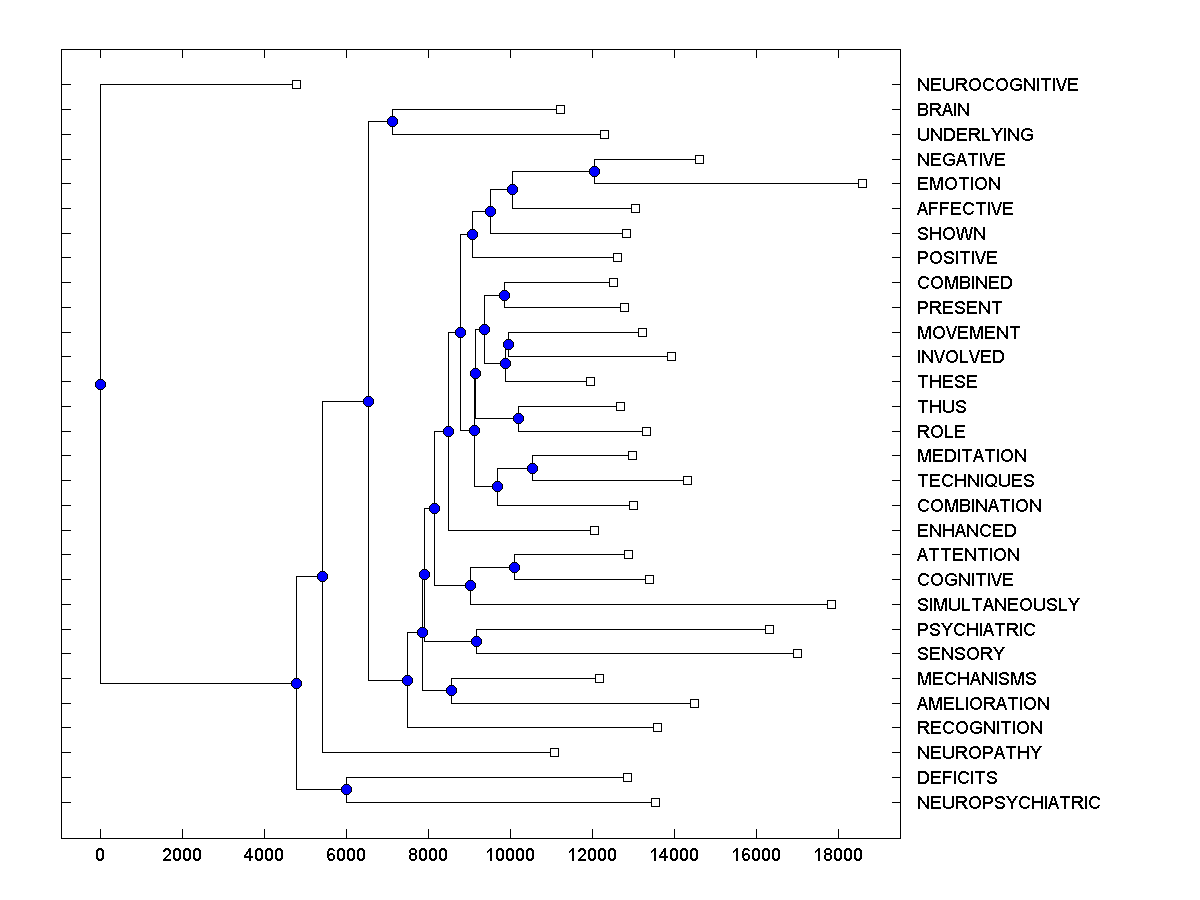 NEUROCOGNITIVE
BRAIN
UNDERLYING
NEGATIVE
EMOTION
AFFECTIVE
SHOWN
POSITIVE
COMBINED
PRESENT
MOVEMENT
INVOLVED
THESE
THUS
ROLE
MEDITATION
TECHNIQUES
COMBINATION
ENHANCED
ATTENTION
COGNITIVE
SIMULTANEOUSLY
PSYCHIATRIC
SENSORY
MECHANISMS
AMELIORATION
RECOGNITION
NEUROPATHY
DEFICITS
NEUROPSYCHIATRIC
0 2000 4000 6000 8000 10000 12000 14000 16000 18000